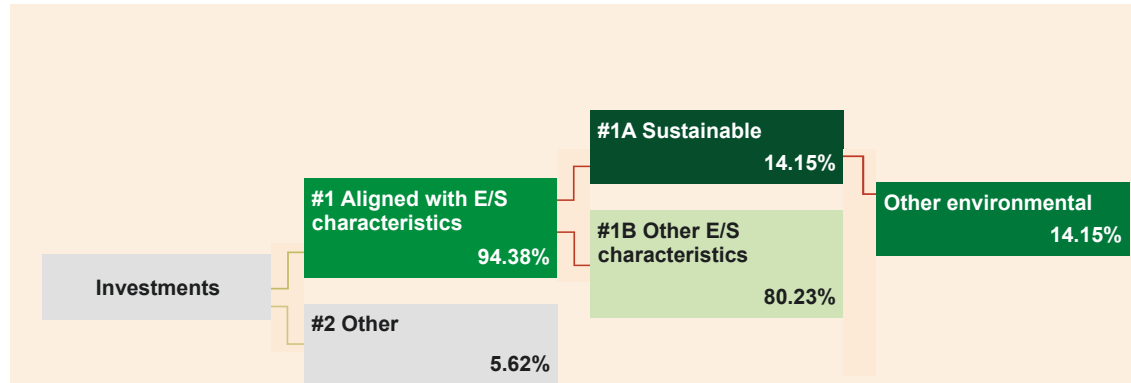 Investments
#1 Aligned with E/S
characteristics
94.38%
#2 Other
5.62%
#1A Sustainable
14.15%
#1B Other E/S
characteristics
80.23%
Other environmental
14.15%